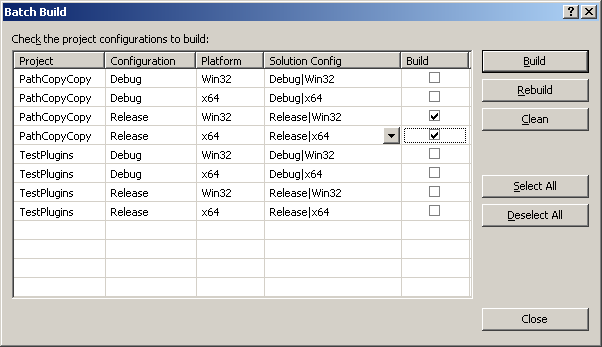 Batch Build
Check the project configurations to build:
Project Configuration Platform Solution Config Build
PathCopyCopy Debug Win32 Debug|Win32
PathCopyCopy Debug x64 Debug|x64
PathCopyCopy Release Win32 Release|Win32
PathCopyCopy Release x64 Release|x64
TestPlugins Debug Win32 Debug|Win32
TestPlugins Debug x64 Debug|x64
TestPlugins Release Win32 Release|Win32
TestPlugins Release x64 Release|x64
Build
Rebuild
Clean
Select All
Deselect All
Close